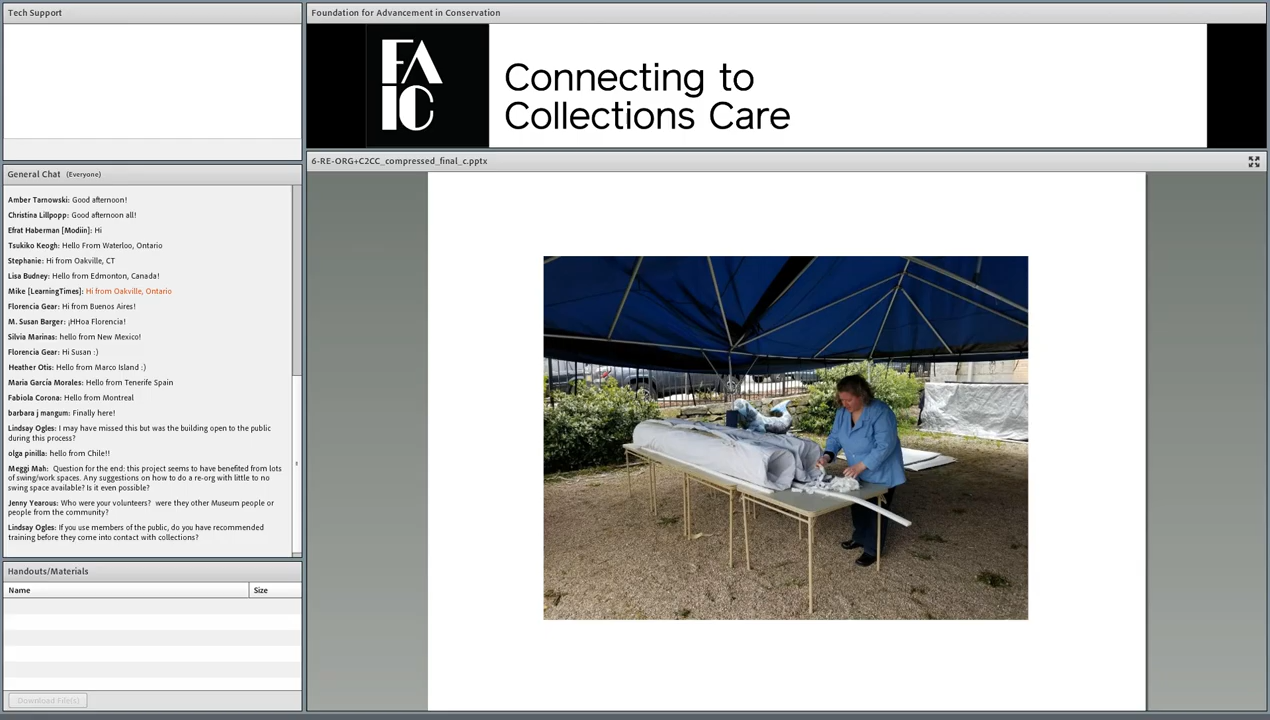 Tech Support
Foundation for Advancement in Conservation
FA
IC
Connecting to
Collections Care
General Chat (Everyone)
6-RE-ORG+C2CC_compressed_final_c.pptx
Amber Tarnowski: Good afternoon!
Christina Lillpopp: Good afternoon all!
Efrat Haberman [Modiin]: Hi
Tsukiko Keogh: Hello From Waterloo, Ontario
Stephanie: Hi from Oakville, CT
Lisa Budney: Hello from Edmonton, Canada!
Mike [LearningTimes]: Hi from Oakville, Ontario
Florencia Gear: Hi from Buenos Aires!
M. Susan Barger: ¡HHoa Florencia!
Silvia Marinas: hello from New Mexico!
Florencia Gear: Hi Susan :)
Heather Otis: Hello from Marco Island :)
Maria García Morales: Hello from Tenerife Spain
Fabiola Corona: Hello from Montreal
barbara j mangum: Finally here!
Lindsay Ogles: I may have missed this but was the building open to the public
during this process?
olga pinilla: hello from Chile!!
Meggi Mah: Question for the end: this project seems to have benefited from lots
of swing/work spaces. Any suggestions on how to do a re-org with little to no
swing space available? Is it even possible?
Jenny Yearous: Who were your volunteers? were they other Museum people or
people from the community?
Lindsay Ogles: If you use members of the public, do you have recommended
training before they come into contact with collections?
Handouts/Materials
Name Size
Download File(s)